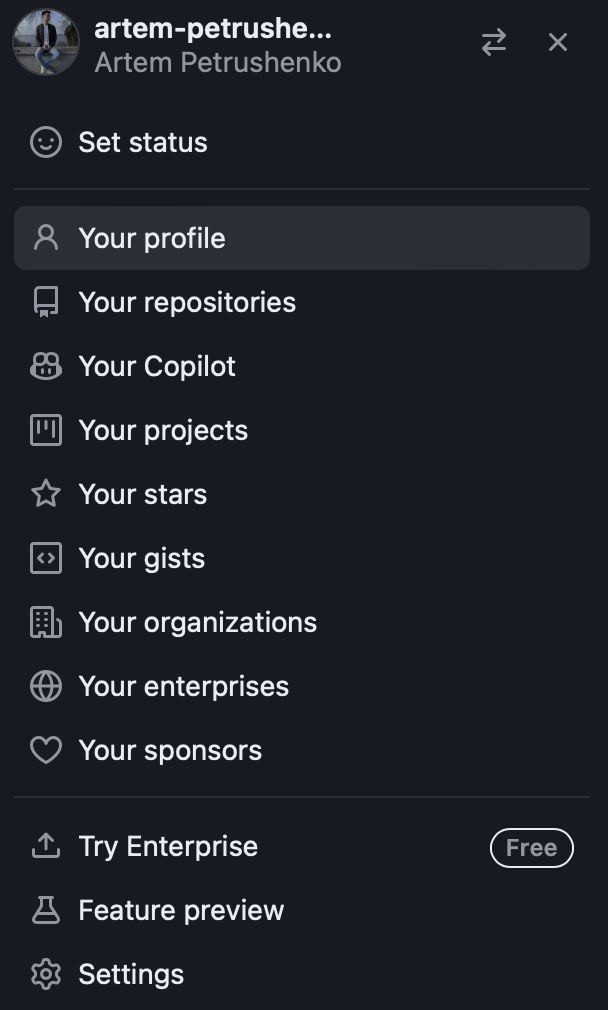 artem-petrushe...
Artem Petrushenko
Set status
Your profile
Your repositories
Your Copilot
Your projects
Your stars
Your gists
Your organizations
Your enterprises
Your sponsors
Try Enterprise Free
Feature preview
Settings